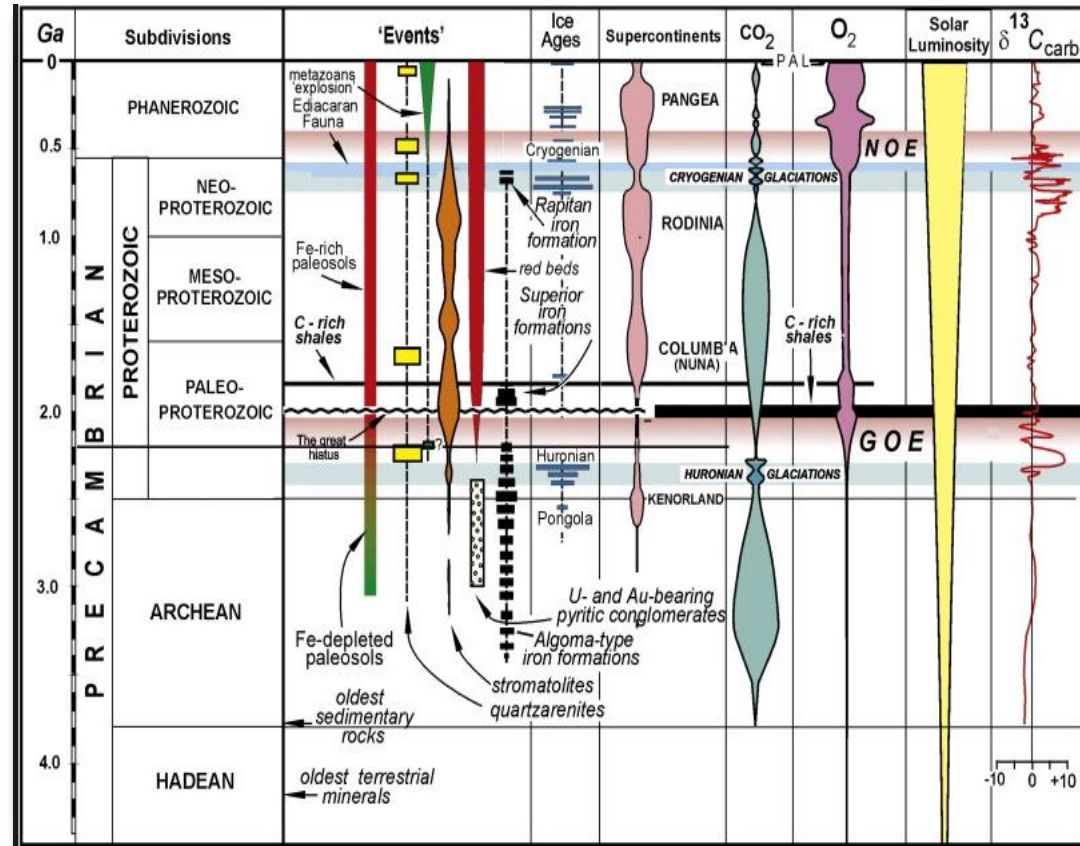 Ga
Subdivisions
'Events'
Ice
Ages
Supercontinents
CO2
O2
Solar
Luminosity
δ13Ccarb
0
0.5
1.0
2.0
3.0
4.0
PRECAMBRIAN
PROTEROZOIC
PHANEROZOIC
NEO-
PROTEROZOIC
MESO-
PROTEROZOIC
PALEO-
PROTEROZOIC
ARCHEAN
HADEAN
metazoans
'explosion'
Ediacaran
Fauna
Fe-rich
paleosols
C - rich
shales
The great
hiatus
?
Fe-depleted
paleosols
oldest
sedimentary
rocks
oldest terrestrial
minerals
Rapitan
iron
formation
red beds
Superior
iron
formations
U- and Au-bearing
pyritic conglomerates
Algoma-type
iron formations
stromatolites
quartzarenites
Cryogenian
Huronian
Pongola
PANGEA
RODINIA
COLUMB'A
(NUNA)
KENORLAND
PAL
NOE
CRYOGENIAN GLACIATIONS
C - rich
shales
GOE
HURONIAN GLACIATIONS
-10 0 +10